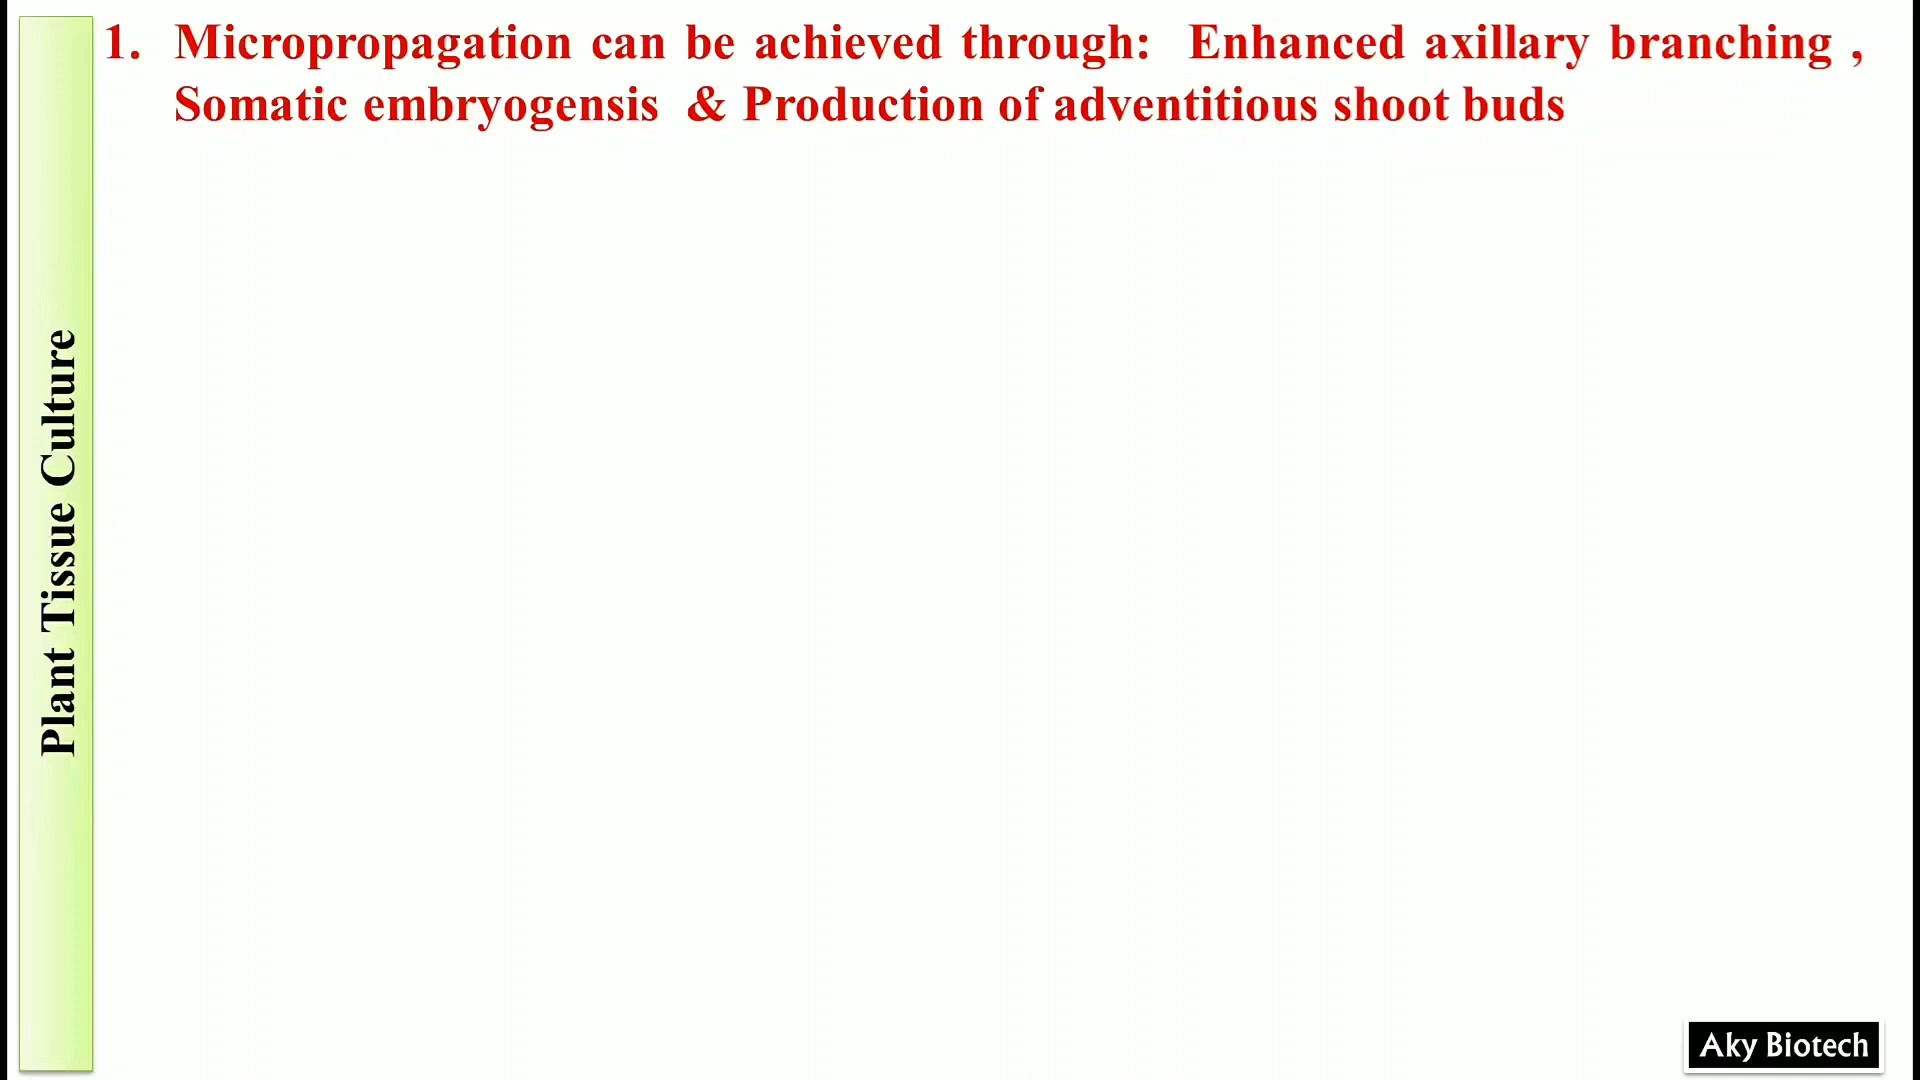 1. Micropropagation can be achieved through: Enhanced axillary branching ,
Somatic embryogensis & Production of adventitious shoot buds
Plant Tissue Culture
Aky Biotech